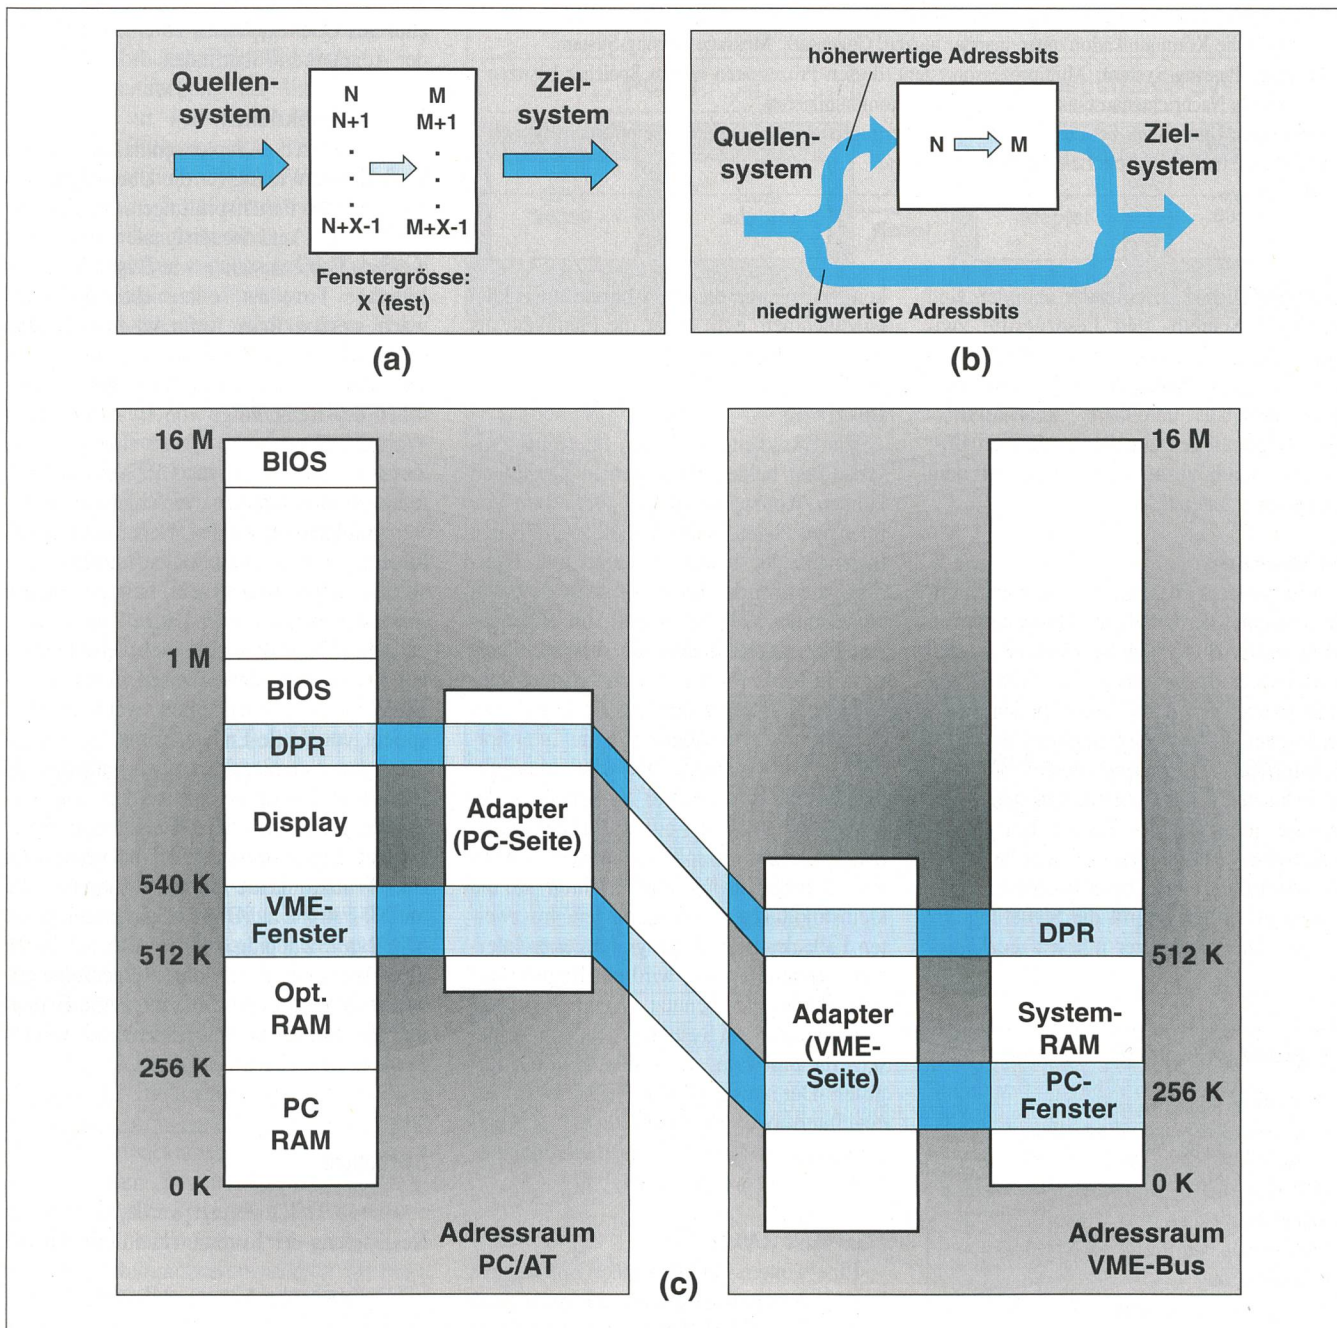 Quellen-
system
N
N+1
.
.
.
N+X-1
M
M+1
.
.
.
M+X-1
Ziel-
system
Fenstergrösse:
X (fest)
(a)
höherwertige Adressbits
Quellen-
system
N
M
Ziel-
system
niedrigwertige Adressbits
(b)
16 M
BIOS
1 M
BIOS
DPR
Display
540 K
VME-
Fenster
512 K
Opt.
RAM
256 K
PC
RAM
0 K
Adapter
(PC-Seite)
Adressraum
PC/AT
Adapter
(VME-
Seite)
16 M
DPR
512 K
System-
RAM
PC-
Fenster
256 K
0 K
Adressraum
VME-Bus
(c)